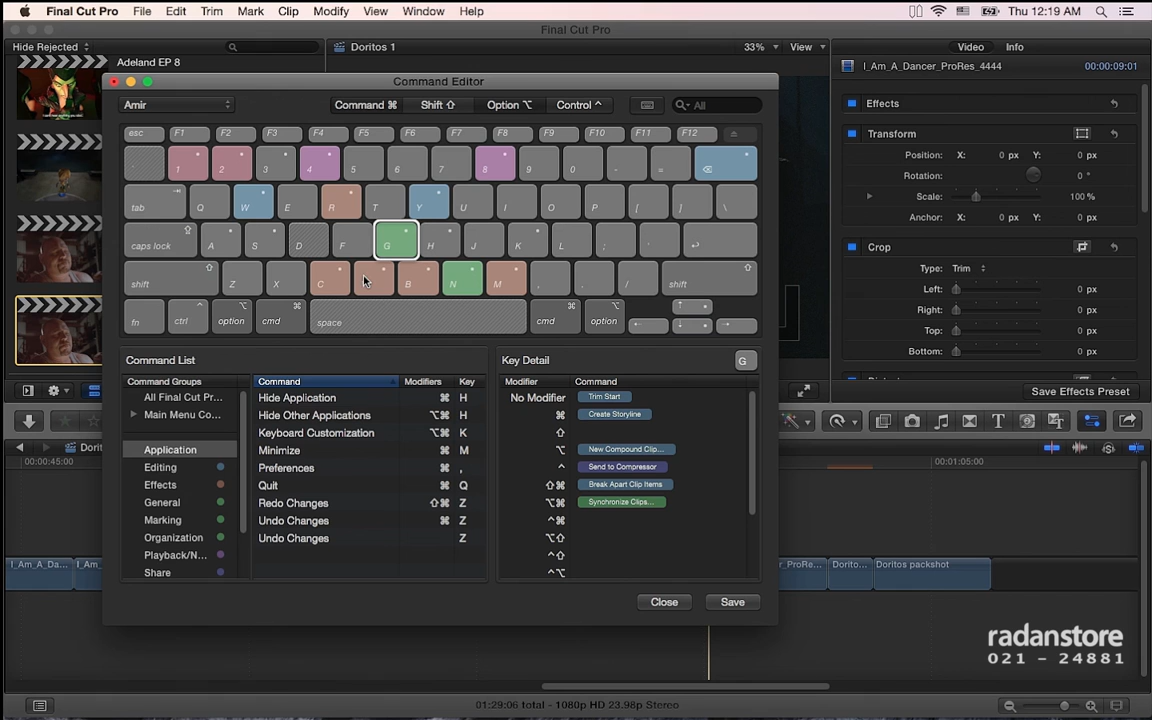 Final Cut Pro File Edit Trim Mark Clip Modify View Window Help Thu 12:19 AM
Final Cut Pro
Hide Rejected Doritos 1 33% View Video Info
Adeland EP 8
I_Am_A_Dancer_ProRes_4444 00:00:09:01
Command Editor
Amir Command ⌘ Shift ⇧ Option ⌥ Control ^ All
Effects
Transform
Position: X: 0 px Y: 0 px
Rotation: 0 °
Scale: 100 %
Anchor: X: 0 px Y: 0 px
Crop
Type: Trim
Left: 0 px
Right: 0 px
Top: 0 px
Bottom: 0 px
Save Effects Preset
esc F1 F2 F3 F4 F5 F6 F7 F8 F9 F10 F11 F12
` 1 2 3 4 5 6 7 8 9 0 - = ⌫
tab Q W E R T Y U I O P [ ] \
caps lock A S D F G H J K L ; '
shift Z X C B N M , . / shift
fn ctrl option cmd space cmd option
Command List Key Detail G
Command Groups Command Modifiers Key Modifier Command
All Final Cut Pr... Hide Application ⌘ H No Modifier Trim Start
Main Menu Co... Hide Other Applications ⌥⌘ H ⌘ Create Storyline
Keyboard Customization ⌥⌘ K ⇧
Application Minimize ⌘ M ⌥ New Compound Clip...
Editing Preferences ⌘ , ^ Send to Compressor
Effects Quit ⌘ Q ⇧⌘ Break Apart Clip Items
General Redo Changes ⇧⌘ Z ⌥⌘ Synchronize Clips...
Marking Undo Changes ⌘ Z ^⌘
Organization Undo Changes Z ⌥⇧
Playback/N... ^⇧
Share ^⌥
Close Save
00:00:45:00 00:01:05:00
I_Am_A_Da... I_Am _ProRes... Dorito... Doritos packshot
radanstore
021 - 24881
01:29:06 total - 1080p HD 23.98p Stereo